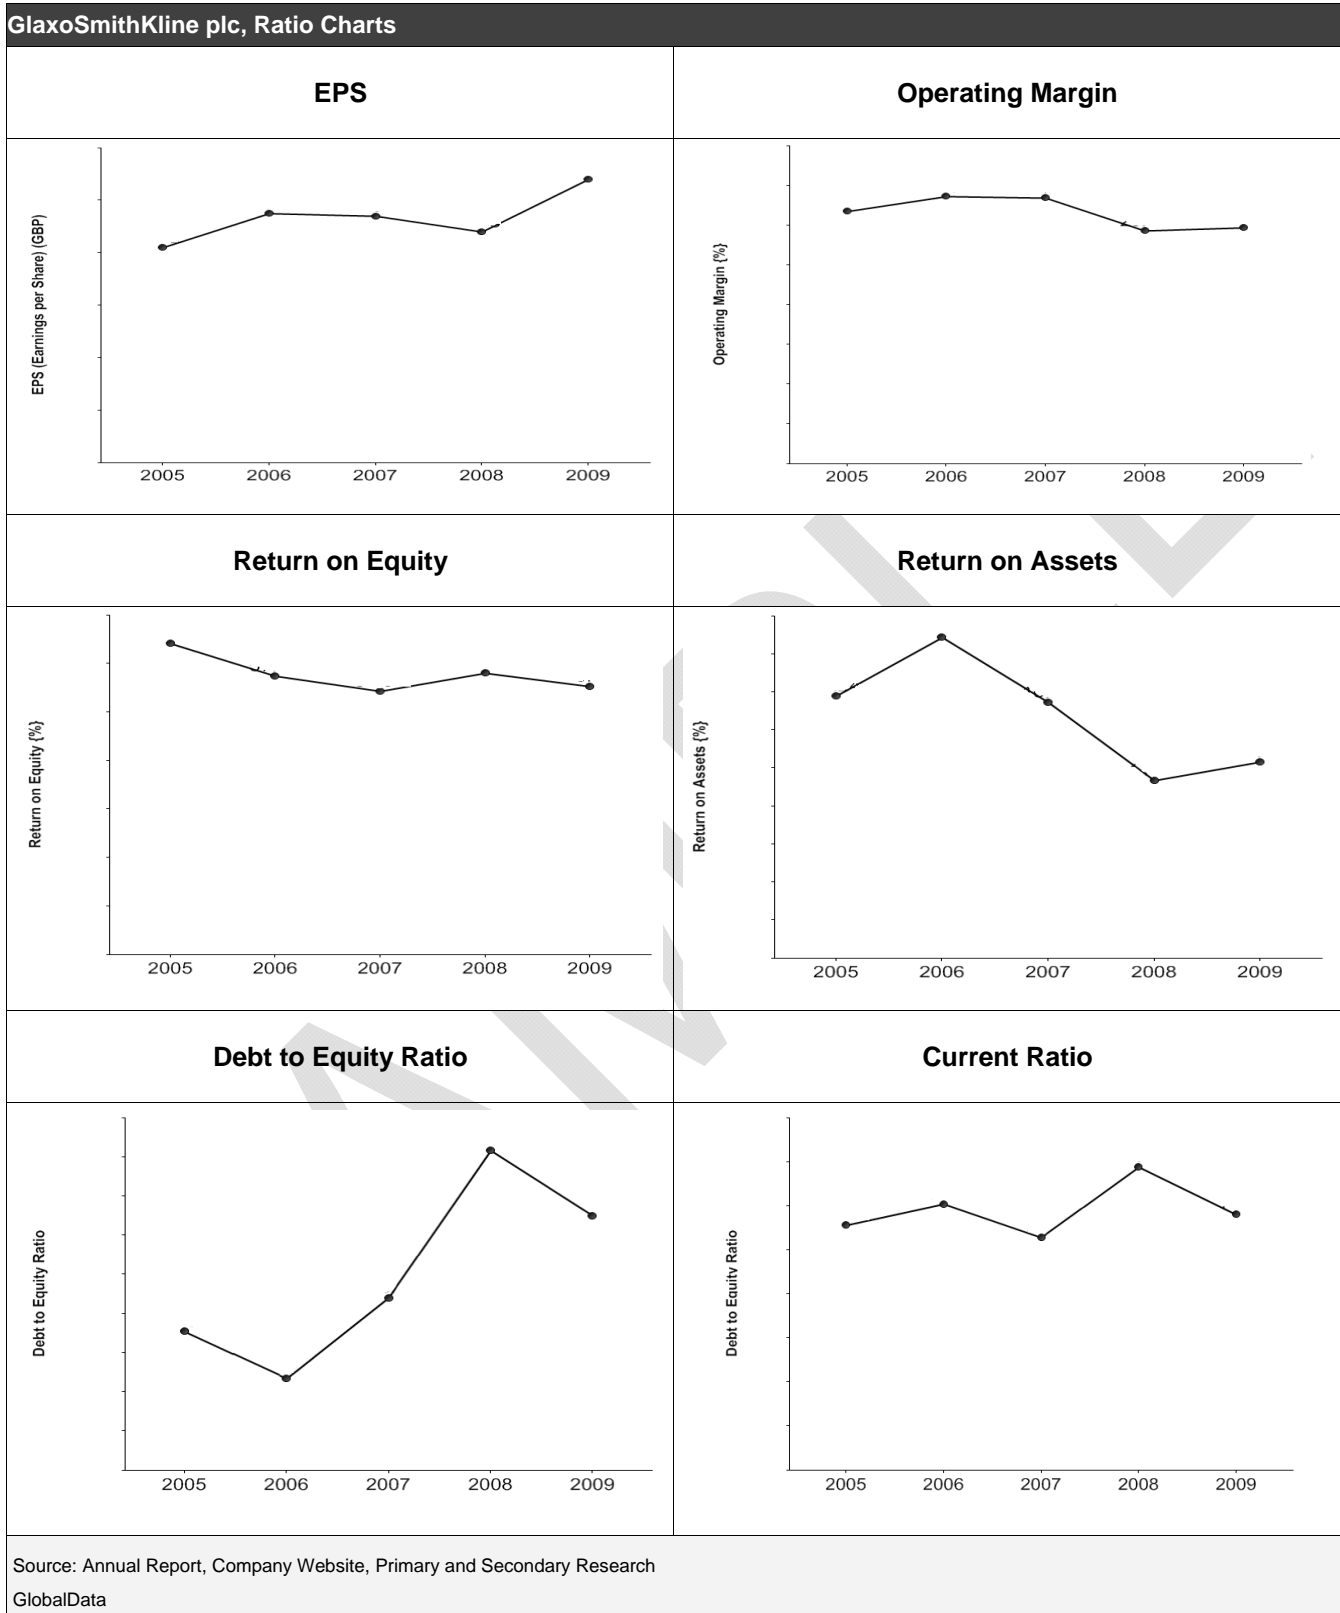 GlaxoSmithKline plc, Ratio Charts
EPS
Operating Margin
EPS (Earnings per Share) (GBP)
2005 2006 2007 2008 2009
Operating Margin {%}
2005 2006 2007 2008 2009
Return on Equity
Return on Assets
Return on Equity {%}
2005 2006 2007 2008 2009
Return on Assets {%}
2005 2006 2007 2008 2009
Debt to Equity Ratio
Current Ratio
Debt to Equity Ratio
2005 2006 2007 2008 2009
Debt to Equity Ratio
2005 2006 2007 2008 2009
Source: Annual Report, Company Website, Primary and Secondary Research
GlobalData